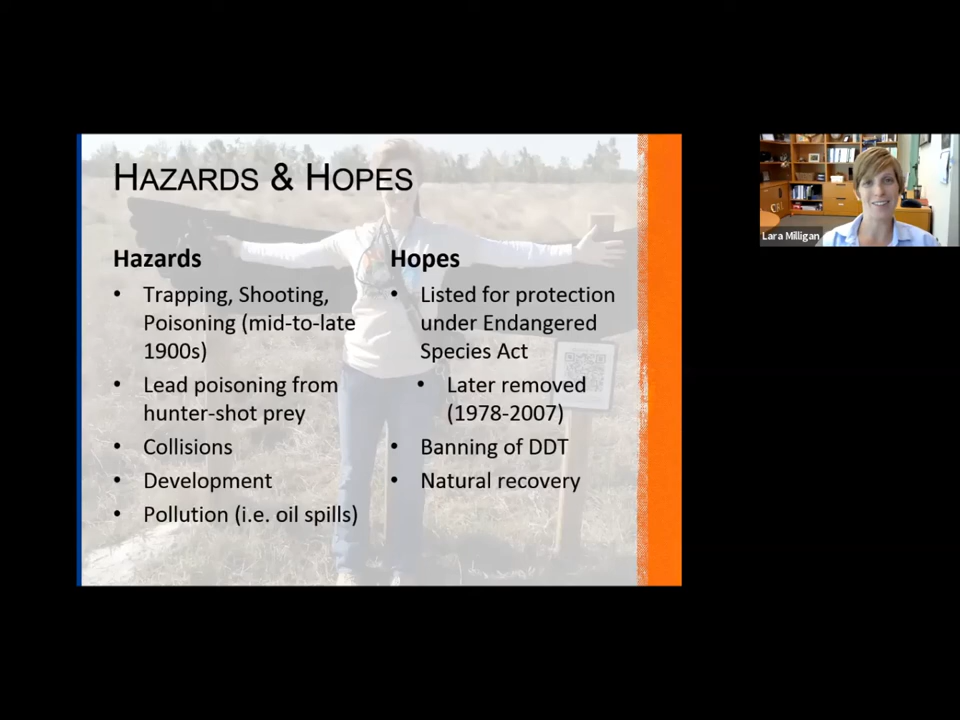 HAZARDS & HOPES
Hazards
• Trapping, Shooting,
Poisoning (mid-to-late
1900s)
• Lead poisoning from
hunter-shot prey
• Collisions
• Development
• Pollution (i.e. oil spills)
Hopes
• Listed for protection
under Endangered
Species Act
• Later removed
(1978-2007)
• Banning of DDT
• Natural recovery
Lara Milligan